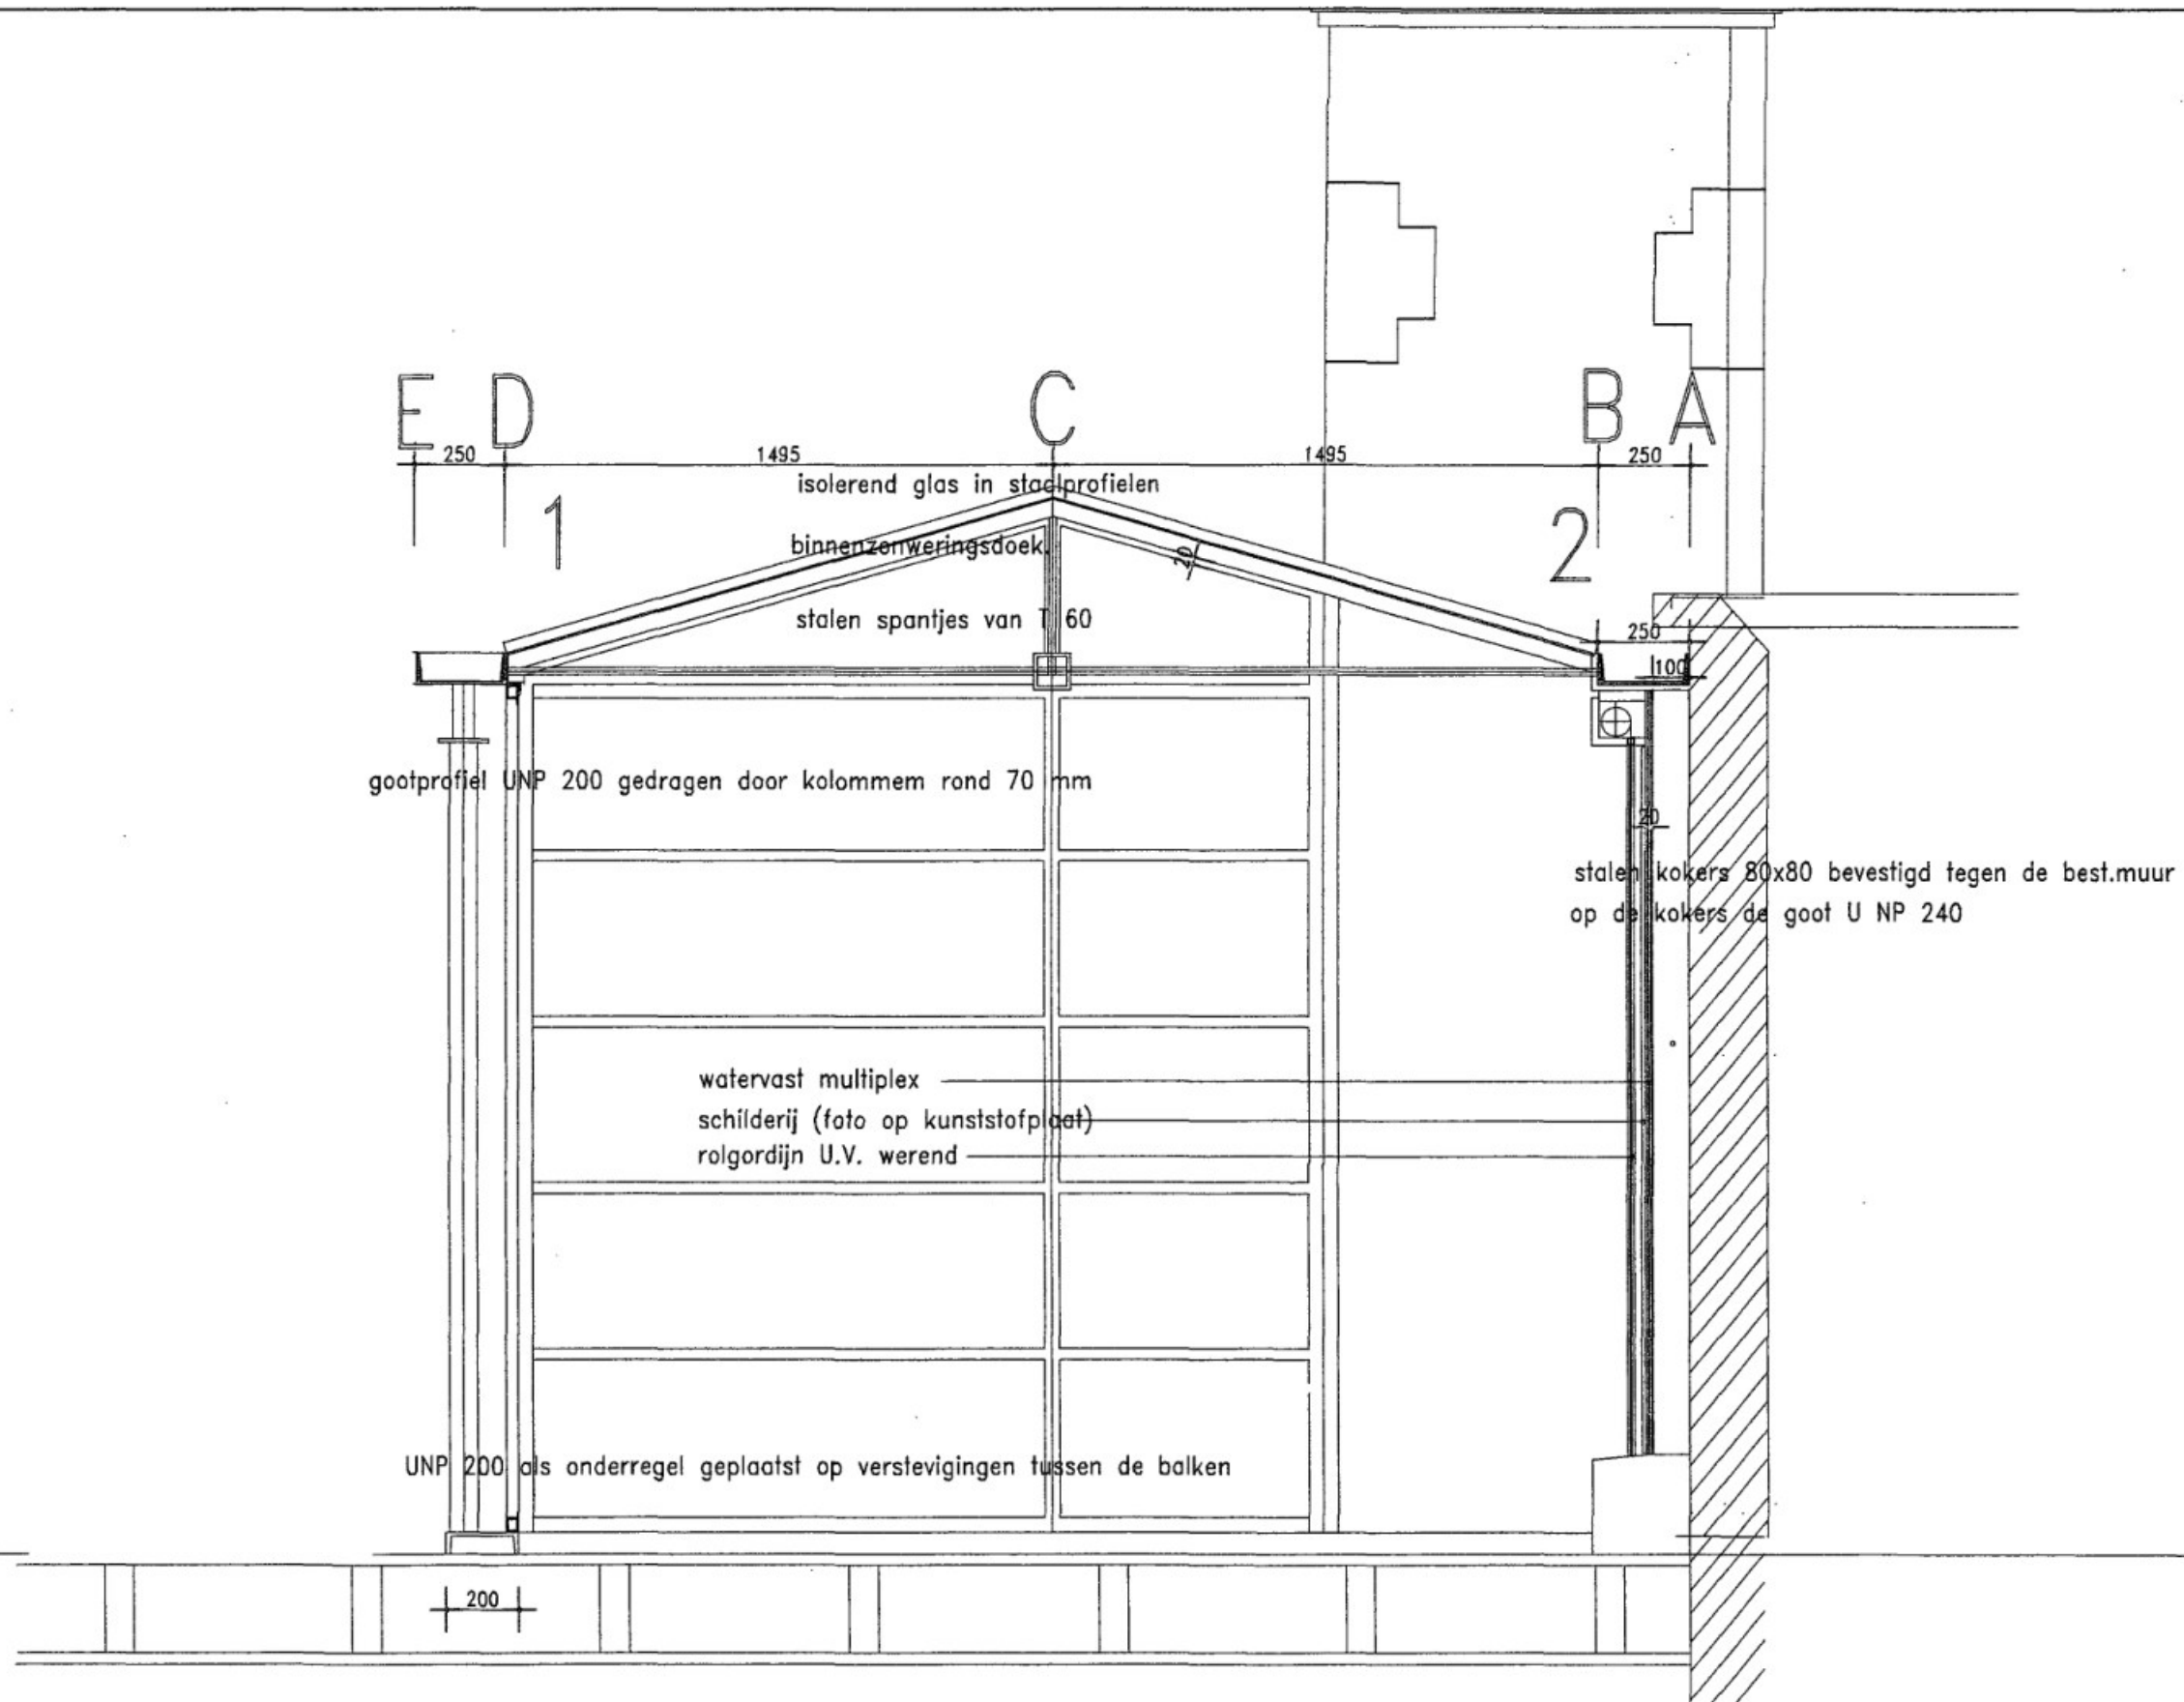 E D C B A
250 1495 1495 250
isolerend glas in staalprofielen
1 2
binnenzonweringsdoek.
20
stalen spantjes van T 60
250
100
gootprofiel UNP 200 gedragen door kolommem rond 70 mm
20
stalen kokers 80x80 bevestigd tegen de best.muur
op de kokers de goot U NP 240
watervast multiplex
schilderij (foto op kunststofplaat)
rolgordijn U.V. werend
UNP 200 als onderregel geplaatst op verstevigingen tussen de balken
200